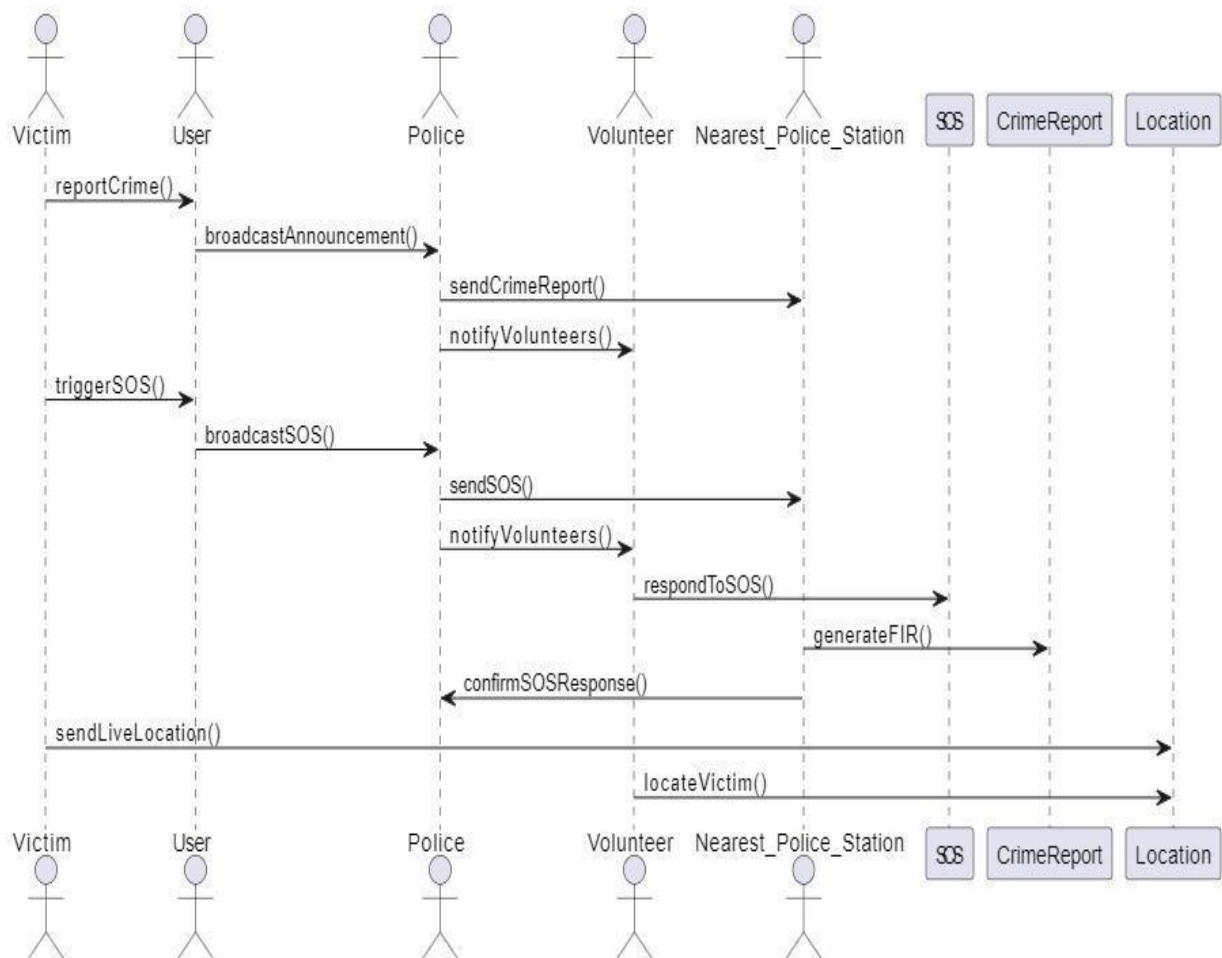 Victim User Police Volunteer Nearest_Police_Station SOS CrimeReport Location
reportCrime()
broadcastAnnouncement()
sendCrimeReport()
notifyVolunteers()
triggerSOS()
broadcastSOS()
sendSOS()
notifyVolunteers()
respondToSOS()
generateFIR()
confirmSOSResponse()
sendLiveLocation()
locateVictim()
Victim User Police Volunteer Nearest_Police_Station SOS CrimeReport Location